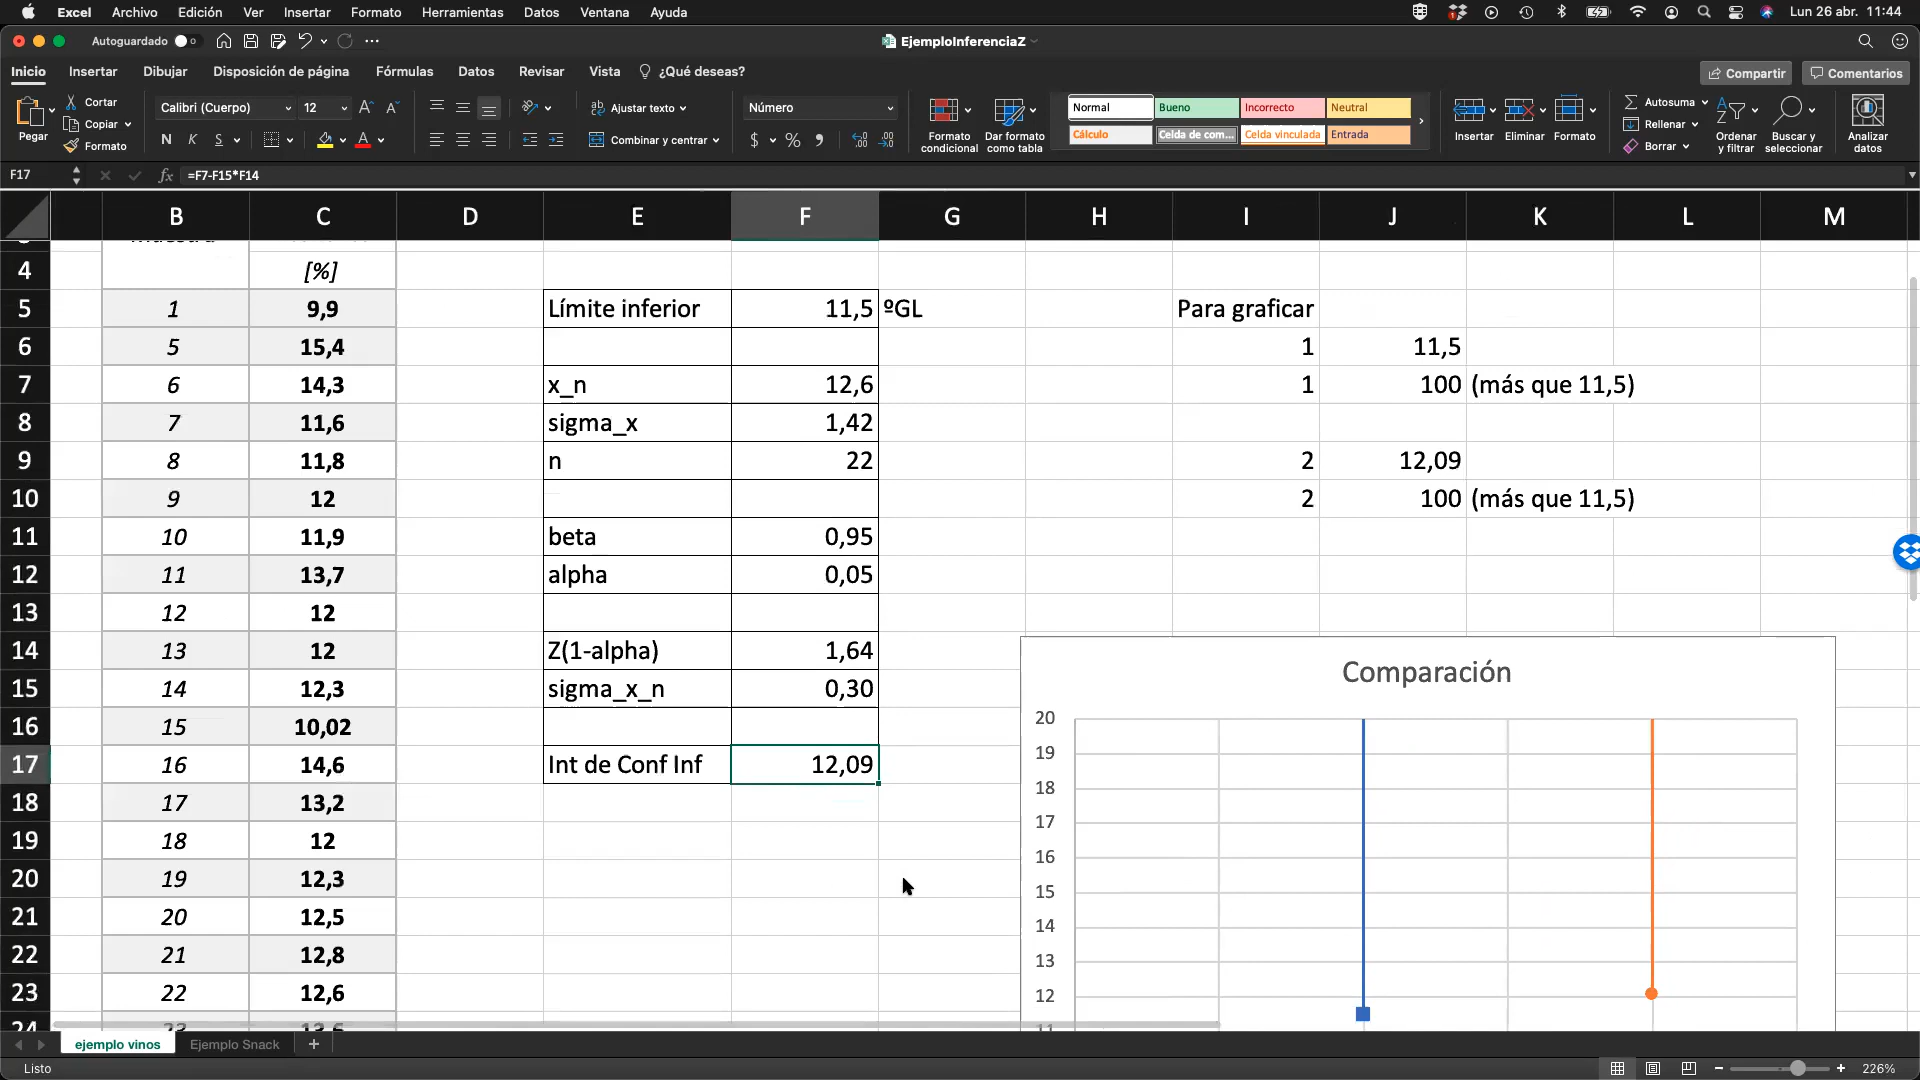 Excel Archivo Edición Ver Insertar Formato Herramientas Datos Ventana Ayuda Lun 26 abr. 11:44
Autoguardado EjemploInferenciaZ
Inicio Insertar Dibujar Disposición de página Fórmulas Datos Revisar Vista ¿Qué deseas? Compartir Comentarios
Pegar
Cortar
Copiar
Formato
Calibri (Cuerpo) 12
N K S
Ajustar texto
Combinar y centrar
Número
$ %
Formato condicional
Dar formato como tabla
Normal Bueno Incorrecto Neutral
Cálculo Celda de com... Celda vinculada Entrada
Insertar Eliminar Formato
Autosuma
Rellenar
Borrar
Ordenar y filtrar
Buscar y seleccionar
Analizar datos
F17 fx =F7-F15*F14
B C D E F G H I J K L M
4 [%]
5 1 9,9 Límite inferior 11,5 ºGL Para graficar
6 5 15,4 1 11,5
7 6 14,3 x_n 12,6 1 100 (más que 11,5)
8 7 11,6 sigma_x 1,42
9 8 11,8 n 22 2 12,09
10 9 12 2 100 (más que 11,5)
11 10 11,9 beta 0,95
12 11 13,7 alpha 0,05
13 12 12
14 13 12 Z(1-alpha) 1,64
15 14 12,3 sigma_x_n 0,30
16 15 10,02
17 16 14,6 Int de Conf Inf 12,09
18 17 13,2
19 18 12
20 19 12,3
21 20 12,5
22 21 12,8
23 22 12,6
24
Comparación
20
19
18
17
16
15
14
13
12
11
ejemplo vinos Ejemplo Snack +
Listo 226%